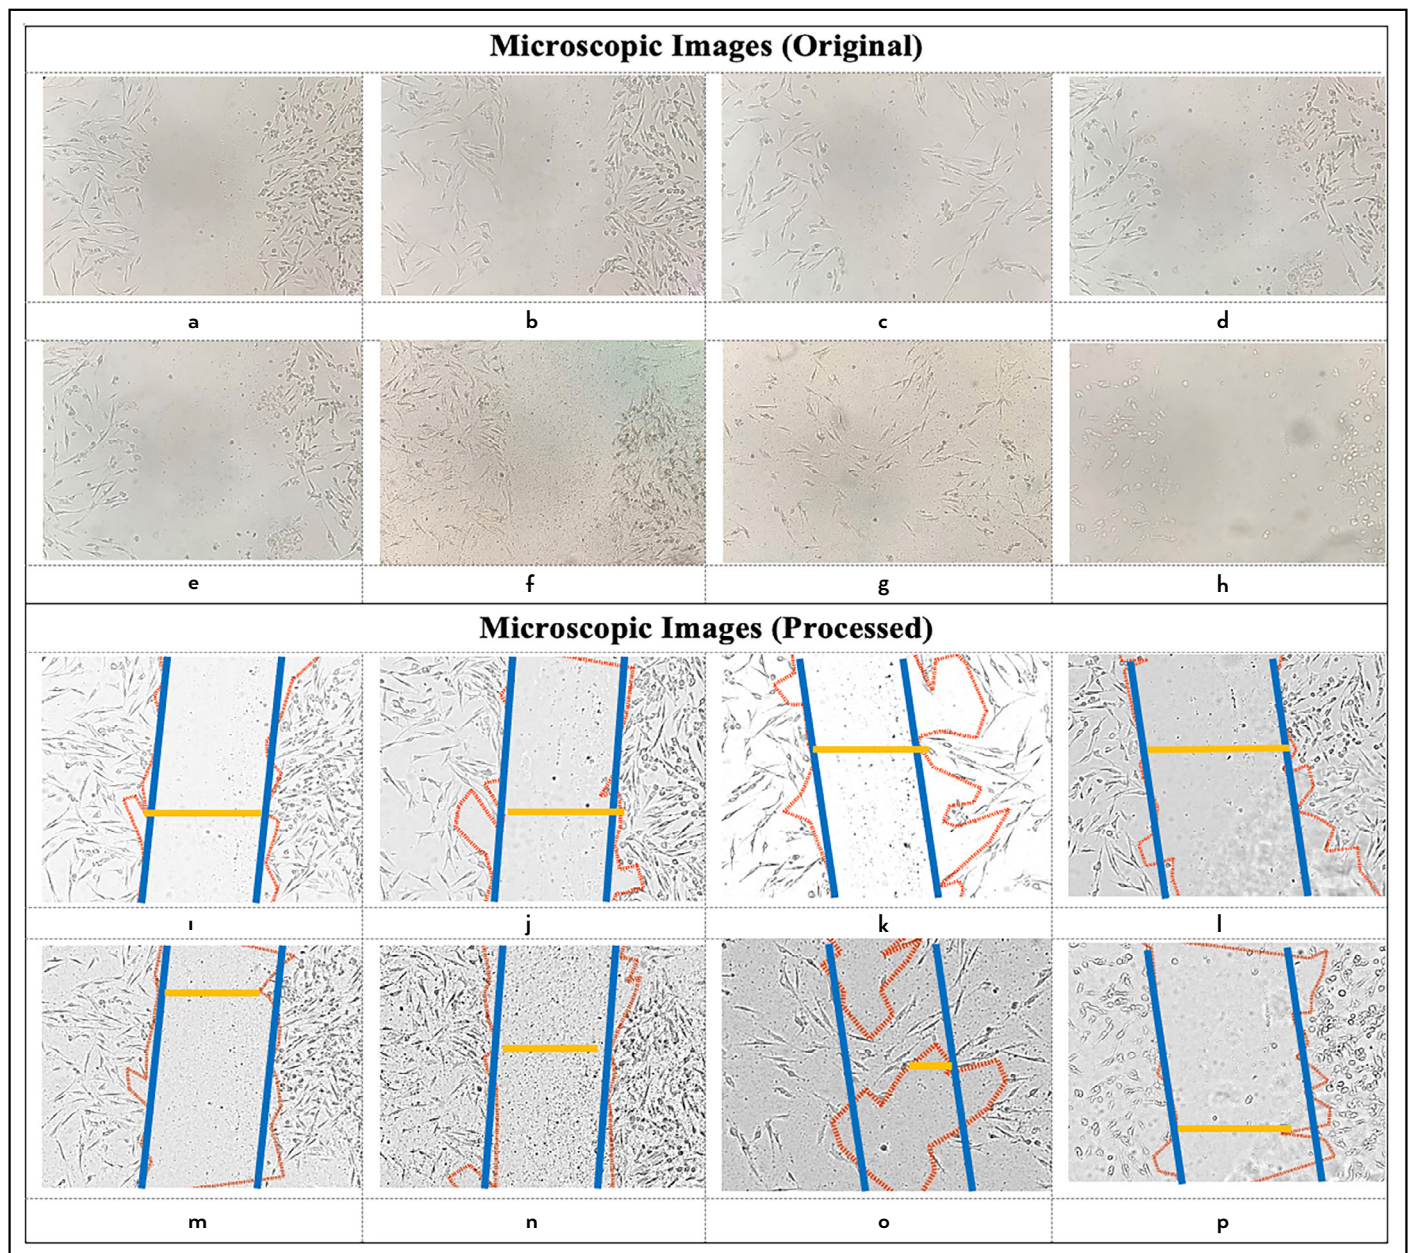 Microscopic Images (Original)
a b c d
e f g h
Microscopic Images (Processed)
ı j k l
m n o p